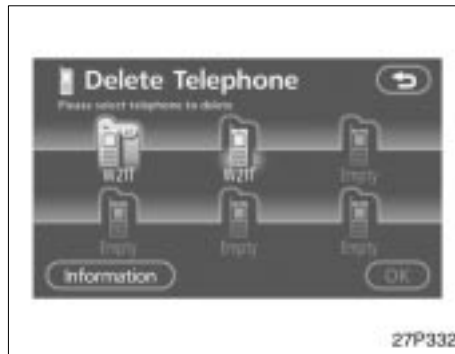 Delete Telephone
Please select telephone to delete
W21T W21T Empty
Empty Empty Empty
Information OK
27P332